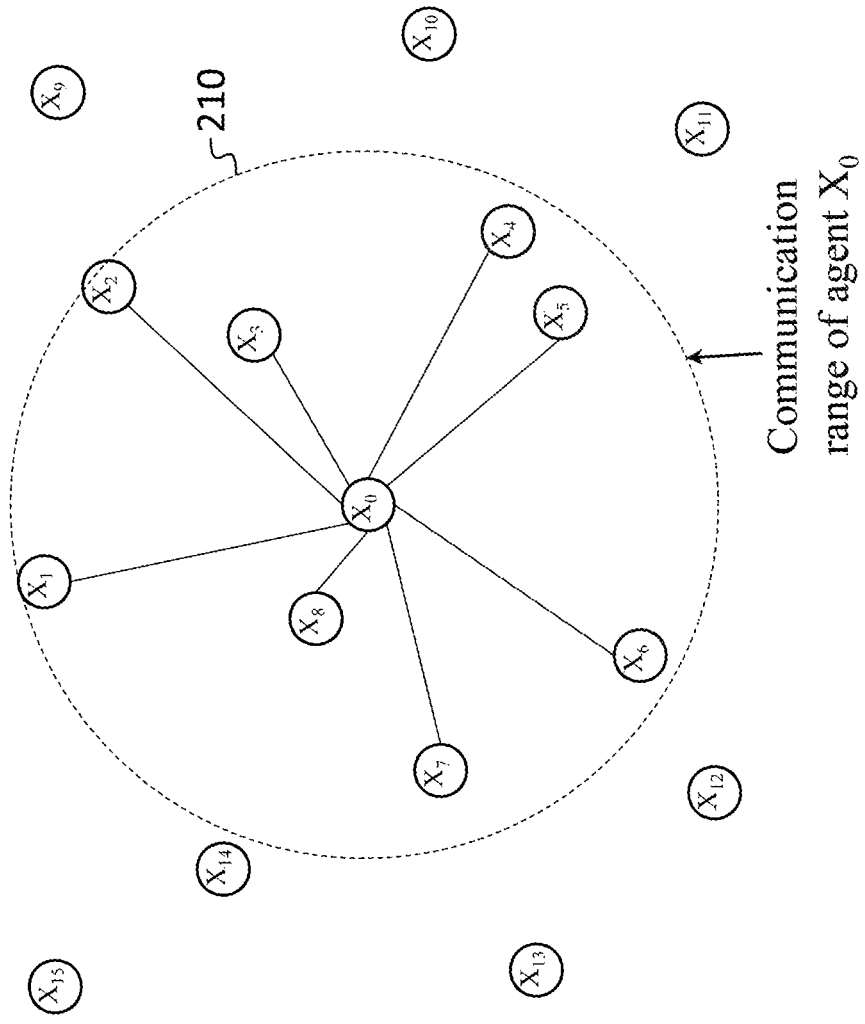 X₁₅
X₁
X₉
X₂
210
X₁₄
X₃
X₈
X₀
X₁₀
X₇
X₄
X₁₃
X₅
X₆
X₁₁
X₁₂
Communication
range of agent X₀